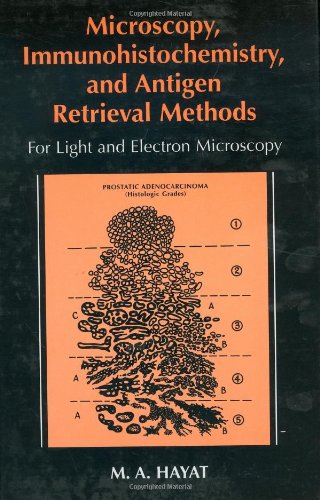 Microscopy,
Immunohistochemistry,
and Antigen
Retrieval Methods
For Light and Electron Microscopy
PROSTATIC ADENOCARCINOMA
(Histologic Grades)
1
2
A
C
B
3
A
A
B
4
A
B
5
M. A. HAYAT